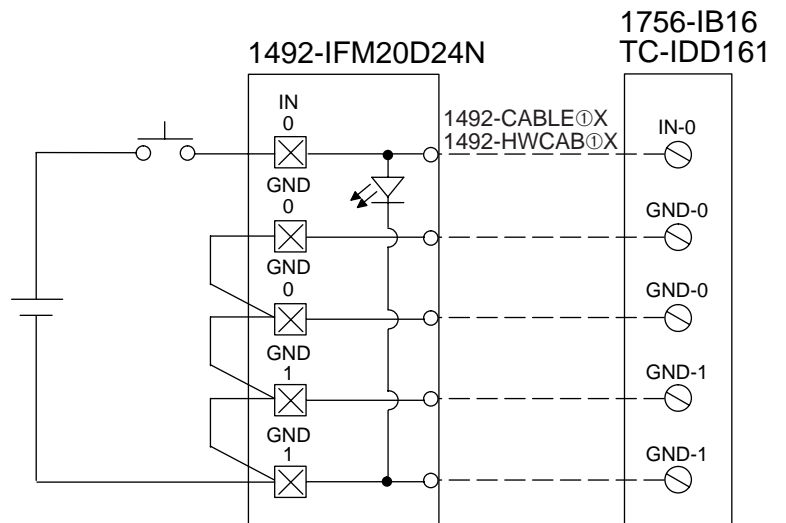 1756-IB16
TC-IDD161
1492-IFM20D24N
1492-CABLE①X
1492-HWCAB①X
IN
0
GND
0
GND
0
GND
1
GND
1
IN-0
GND-0
GND-0
GND-1
GND-1